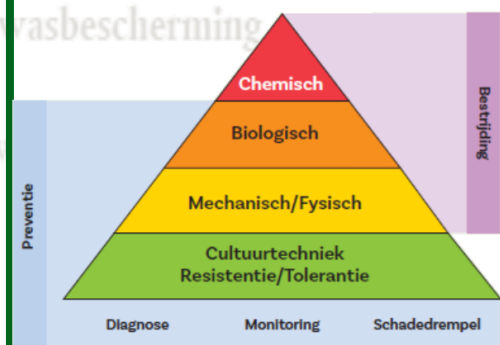 wasbescherming
Chemisch
Biologisch
Bestrijding
Mechanisch/Fysisch
Preventie
Cultuurtechniek
Resistentie/Tolerantie
Diagnose Monitoring Schadedrempel